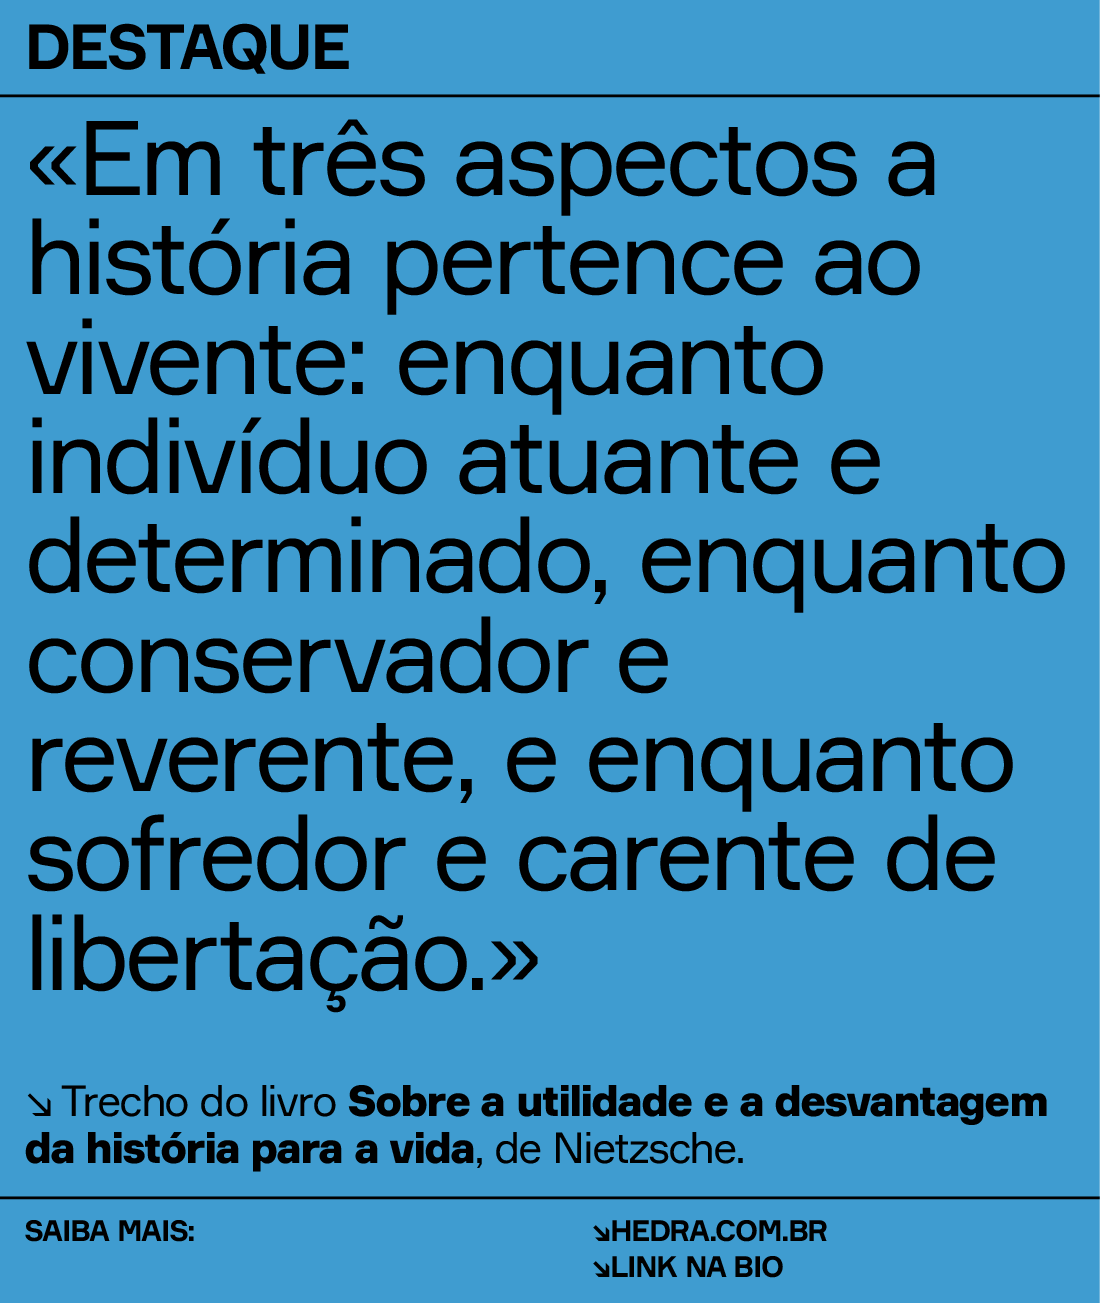 DESTAQUE
«Em três aspectos a
história pertence ao
vivente: enquanto
indivíduo atuante e
determinado, enquanto
conservador e
reverente, e enquanto
sofredor e carente de
libertação.»
↘ Trecho do livro Sobre a utilidade e a desvantagem
da história para a vida, de Nietzsche.
SAIBA MAIS:
↘HEDRA.COM.BR
↘LINK NA BIO